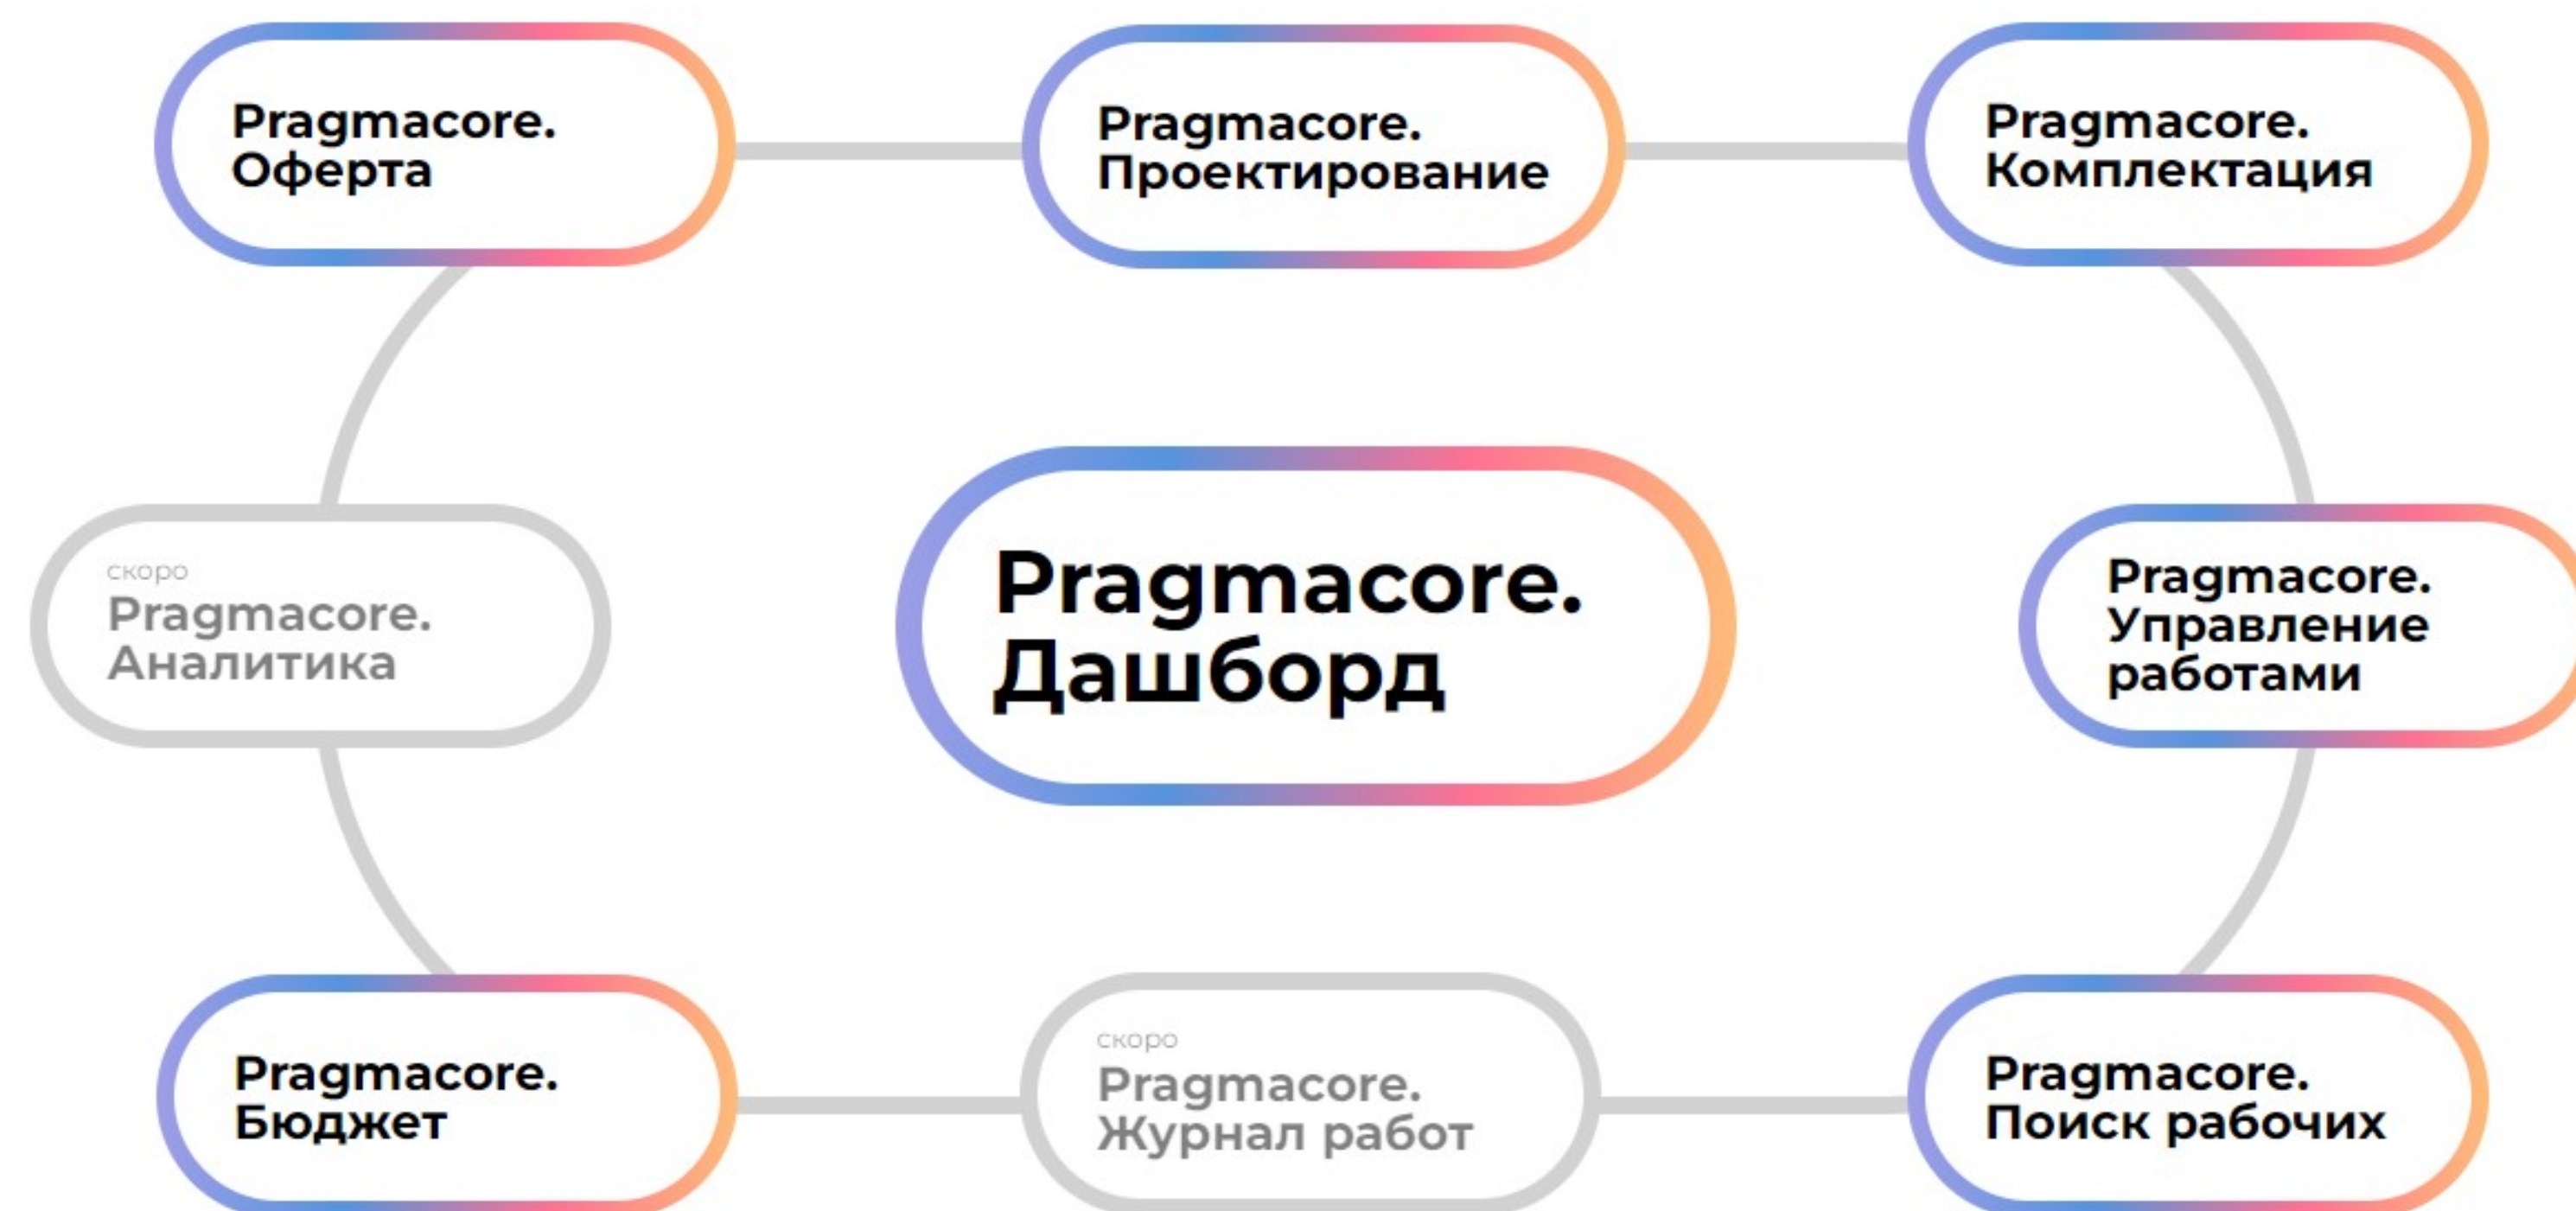 Pragmacore.
Оферта
Pragmacore.
Проектирование
Pragmacore.
Комплектация
скоро
Pragmacore.
Аналитика
Pragmacore.
Дашборд
Pragmacore.
Управление
работами
Pragmacore.
Бюджет
скоро
Pragmacore.
Журнал работ
Pragmacore.
Поиск рабочих